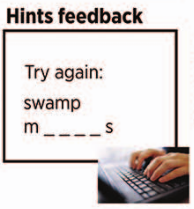 Hints feedback
Try again:
swamp
m _ _ _ _ s